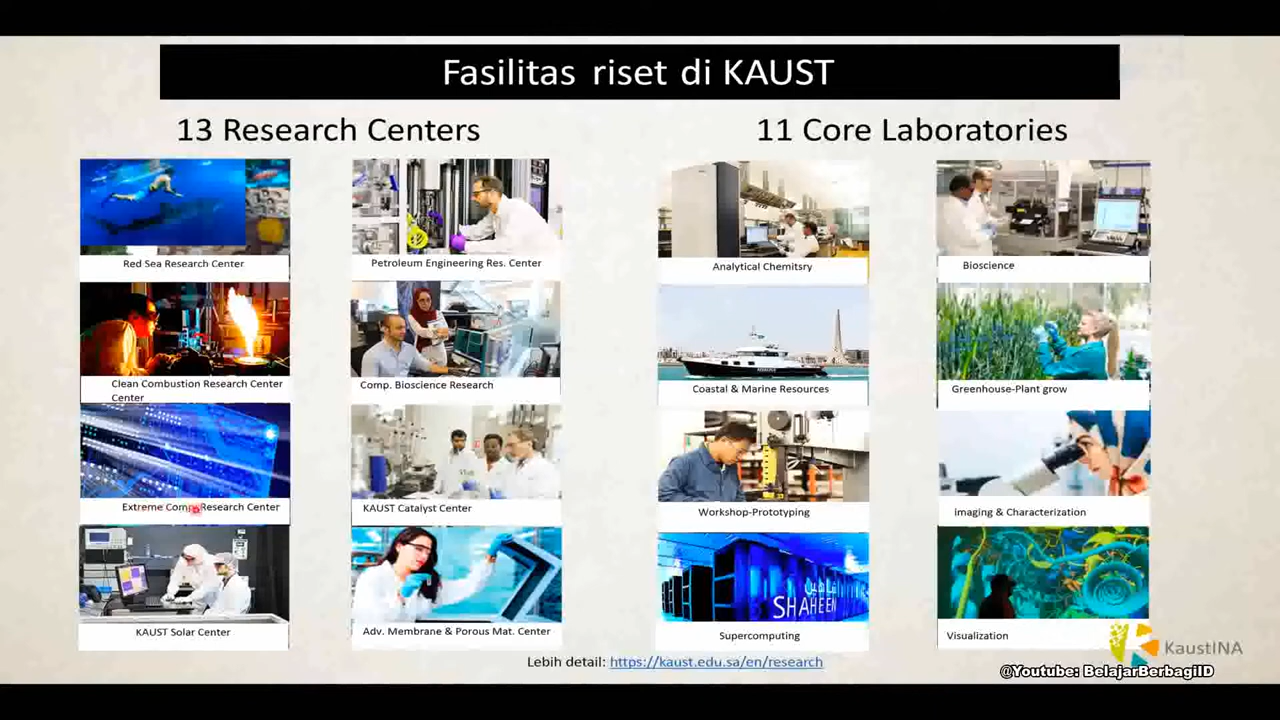 Fasilitas riset di KAUST
13 Research Centers
11 Core Laboratories
Red Sea Research Center
Petroleum Engineering Res. Center
Analytical Chemitsry
Bioscience
Clean Combustion Research Center
Center
Comp. Bioscience Research
Coastal & Marine Resources
Greenhouse-Plant grow
Extreme Comp. Research Center
KAUST Catalyst Center
Workshop-Prototyping
imaging & Characterization
شاهين
SHAHEEN
KAUST Solar Center
Adv. Membrane & Porous Mat. Center
Supercomputing
Visualization
KaustINA
Lebih detail: https://kaust.edu.sa/en/research
@Youtube: BelajarBerbagiID